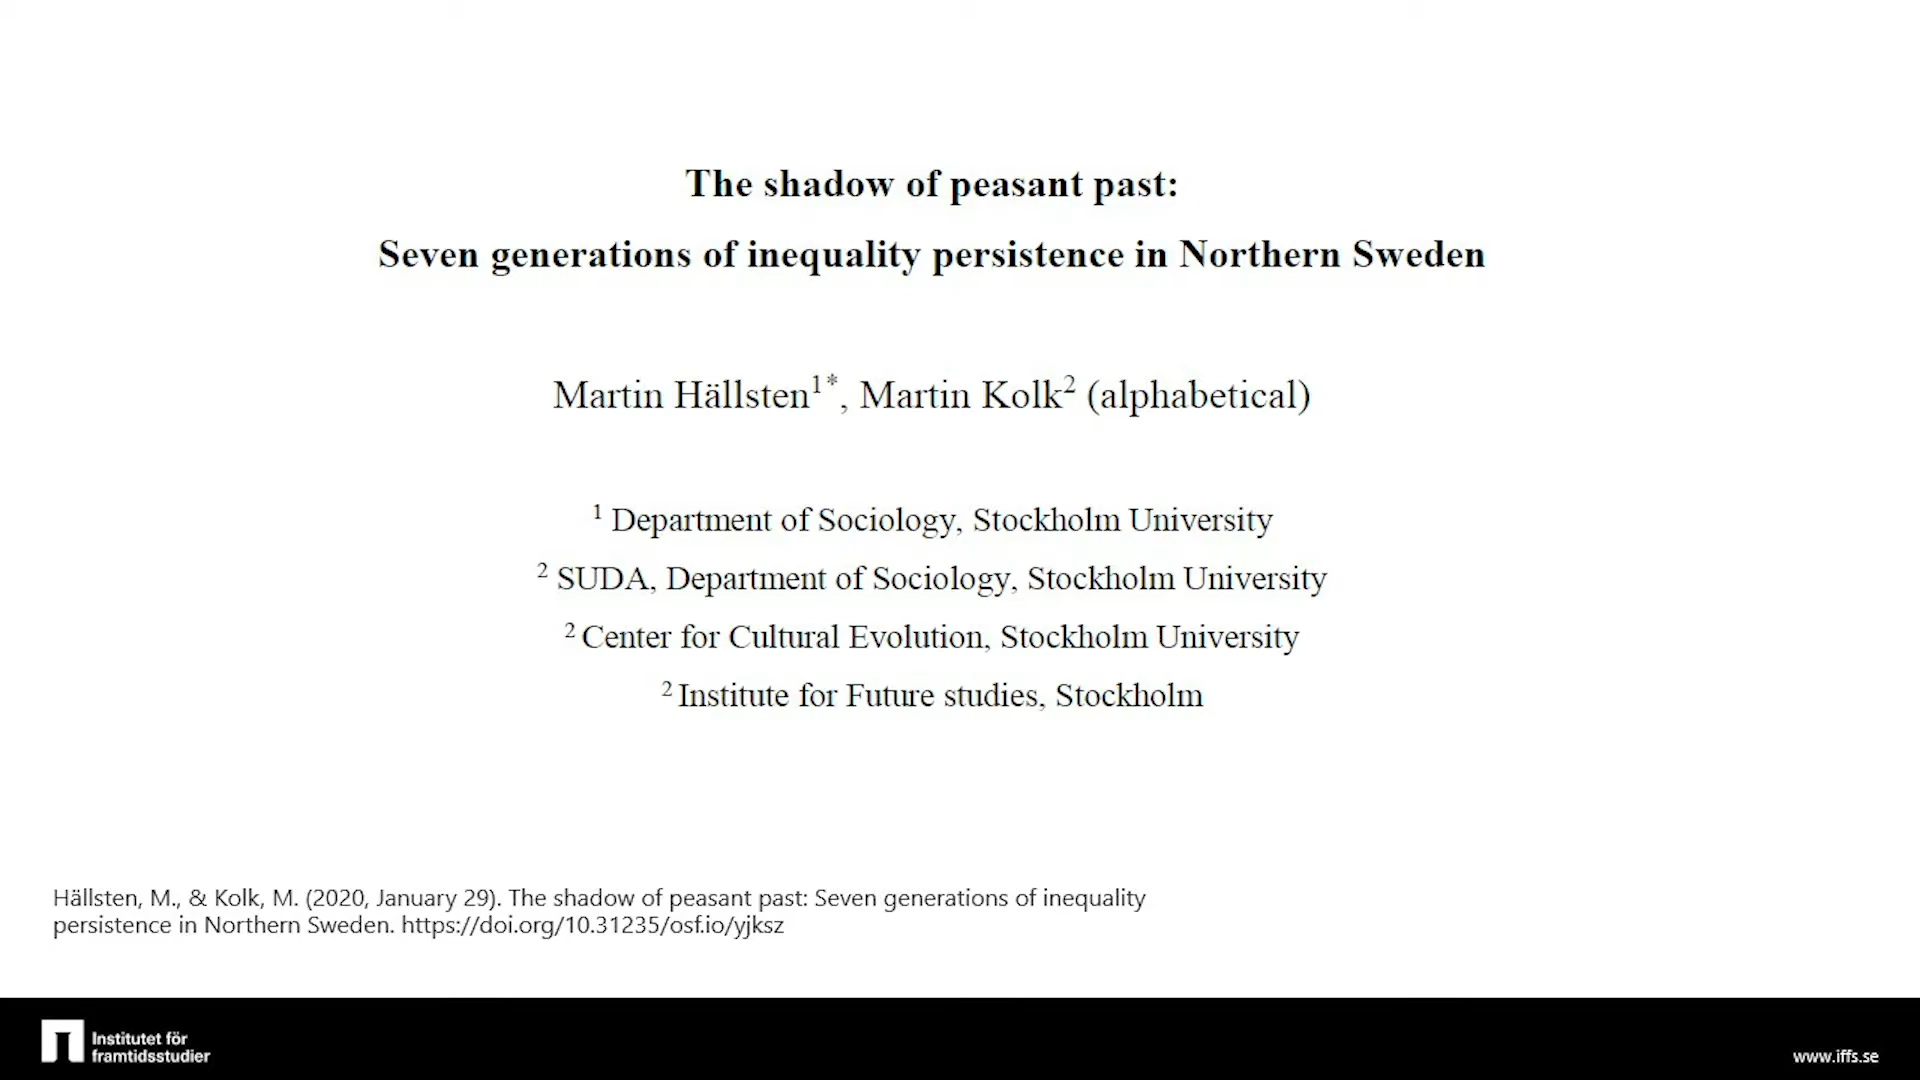 The shadow of peasant past:
Seven generations of inequality persistence in Northern Sweden
Martin Hällsten1*, Martin Kolk2 (alphabetical)
1 Department of Sociology, Stockholm University
2 SUDA, Department of Sociology, Stockholm University
2 Center for Cultural Evolution, Stockholm University
2 Institute for Future studies, Stockholm
Hällsten, M., & Kolk, M. (2020, January 29). The shadow of peasant past: Seven generations of inequality
persistence in Northern Sweden. https://doi.org/10.31235/osf.io/yjksz
Institutet för
framtidsstudier
www.iffs.se